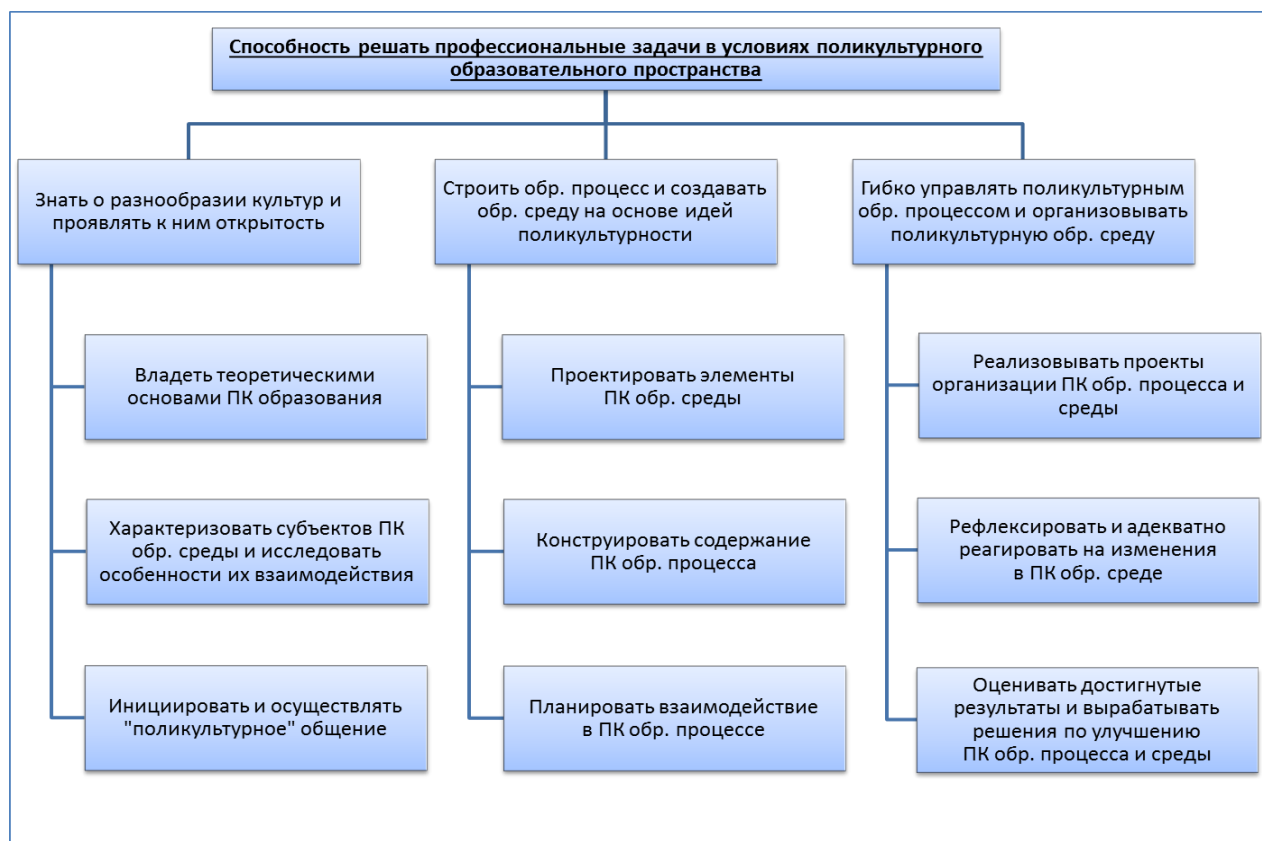 Способность решать профессиональные задачи в условиях поликультурного
образовательного пространства
Знать о разнообразии культур и
проявлять к ним открытость
Владеть теоретическими
основами ПК образования
Характеризовать субъектов ПК
обр. среды и исследовать
особенности их взаимодействия
Инициировать и осуществлять
"поликультурное" общение
Строить обр. процесс и создавать
обр. среду на основе идей
поликультурности
Проектировать элементы
ПК обр. среды
Конструировать содержание
ПК обр. процесса
Планировать взаимодействие
в ПК обр. процессе
Гибко управлять поликультурным
обр. процессом и организовывать
поликультурную обр. среду
Реализовывать проекты
организации ПК обр. процесса и
среды
Рефлексировать и адекватно
реагировать на изменения
в ПК обр. среде
Оценивать достигнутые
результаты и вырабатывать
решения по улучшению
ПК обр. процесса и среды